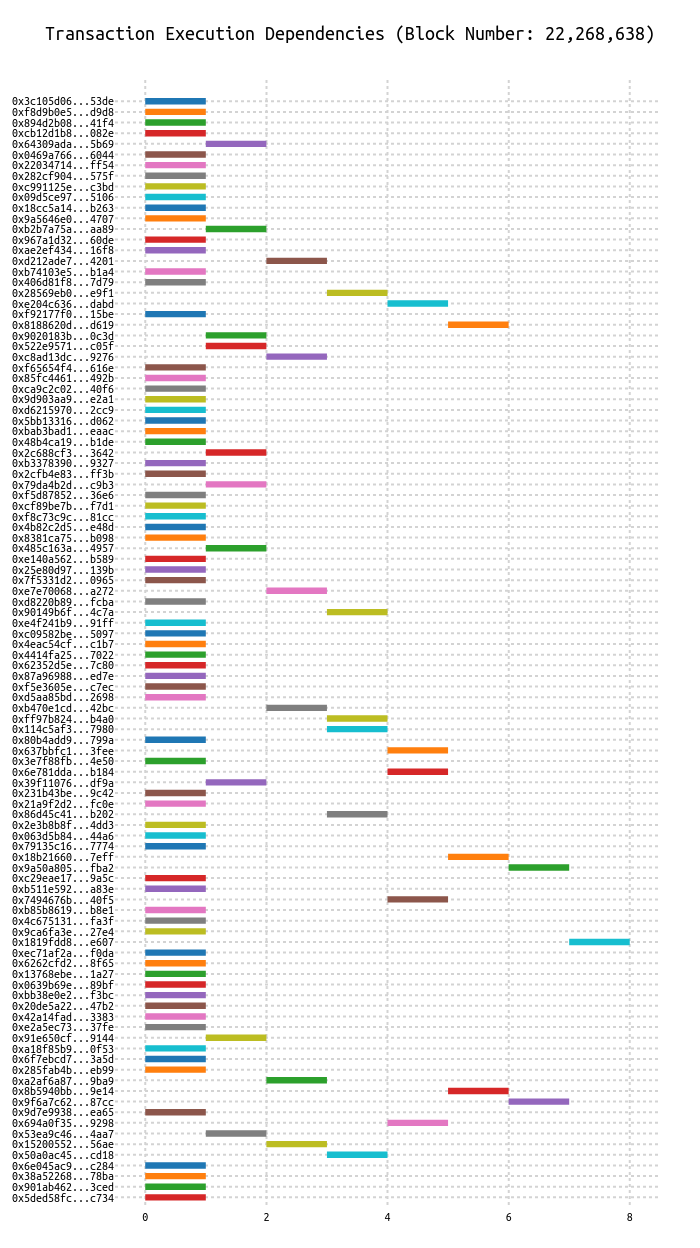 Transaction Execution Dependencies (Block Number: 22,268,638)
0x3c105d06...53de
0xf8d9b0e5...d9d8
0x894d2b08...41f4
0xcb12d1b8...082e
0x64309ada...5b69
0x0469a766...6044
0x22034714...ff54
0x282cf904...575f
0xc991125e...c3bd
0x09d5ce97...5106
0x18cc5a14...b263
0x9a5646e0...4707
0xb2b7a75a...aa89
0x967a1d32...60de
0xae2ef434...16f8
0xd212ade7...4201
0xb74103e5...b1a4
0x406d81f8...7d79
0x28569eb0...e9f1
0xe204c636...dabd
0xf92177f0...15be
0x8188620d...d619
0x9020183b...0c3d
0x522e9571...c05f
0xc8ad13dc...9276
0xf65654f4...616e
0x85fc4461...492b
0xca9c2c02...40f6
0x9d903aa9...e2a1
0xd6215970...2cc9
0x5bb13316...d062
0xbab3bad1...eaac
0x48b4ca19...b1de
0x2c688cf3...3642
0xb3378390...9327
0x2cfb4e83...ff3b
0x79da4b2d...c9b3
0xf5d87852...36e6
0xcf89be7b...f7d1
0xf8c73c9c...81cc
0x4b82c2d5...e48d
0x8381ca75...b098
0x485c163a...4957
0xe140a562...b589
0x25e80d97...139b
0x7f5331d2...0965
0xe7e70068...a272
0xd8220b89...fcba
0x90149b6f...4c7a
0xe4f241b9...91ff
0xc09582be...5097
0x4eac54cf...c1b7
0x4414fa25...7022
0x62352d5e...7c80
0x87a96988...ed7e
0xf5e3605e...c7ec
0xd5aa85bd...2698
0xb470e1cd...42bc
0xff97b824...b4a0
0x114c5af3...7980
0x80b4add9...799a
0x637bbfc1...3fee
0x3e7f88fb...4e50
0x6e781dda...b184
0x39f11076...df9a
0x231b43be...9c42
0x21a9f2d2...fc0e
0x86d45c41...b202
0x2e3b8b8f...4dd3
0x063d5b84...44a6
0x79135c16...7774
0x18b21660...7eff
0x9a50a805...fba2
0xc29eae17...9a5c
0xb511e592...a83e
0x7494676b...40f5
0xb85b8619...b8e1
0x4c675131...fa3f
0x9ca6fa3e...27e4
0x1819fdd8...e607
0xec71af2a...f0da
0x6262cfd2...8f65
0x13768ebe...1a27
0x0639b69e...89bf
0xbb38e0e2...f3bc
0x20de5a22...47b2
0x42a14fad...3383
0xe2a5ec73...37fe
0x91e650cf...9144
0xa18f85b9...0f53
0x6f7ebcd7...3a5d
0x285fab4b...eb99
0xa2af6a87...9ba9
0x8b5940bb...9e14
0x9f6a7c62...87cc
0x9d7e9938...ea65
0x694a0f35...9298
0x53ea9c46...4aa7
0x15200552...56ae
0x50a0ac45...cd18
0x6e045ac9...c284
0x38a52268...78ba
0x901ab462...3ced
0x5ded58fc...c734
0 2 4 6 8